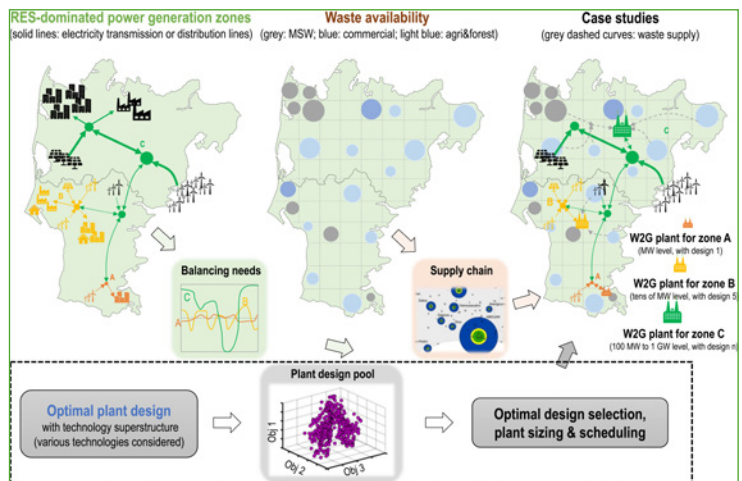 RES-dominated power generation zones
(solid lines: electricity transmission or distribution lines)
Waste availability
(grey: MSW; blue: commercial; light blue: agri&forest)
Case studies
(grey dashed curves: waste supply)
C
B
A
C
B
A
W2G plant for zone A
(MW level, with design 1)
W2G plant for zone B
(tens of MW level, with design 5)
W2G plant for zone C
(100 MW to 1 GW level, with design n)
Balancing needs
C
B
A
Supply chain
Optimal plant design
with technology superstructure
(various technologies considered)
Plant design pool
Obj 1
Obj 2
Obj 3
Optimal design selection,
plant sizing & scheduling